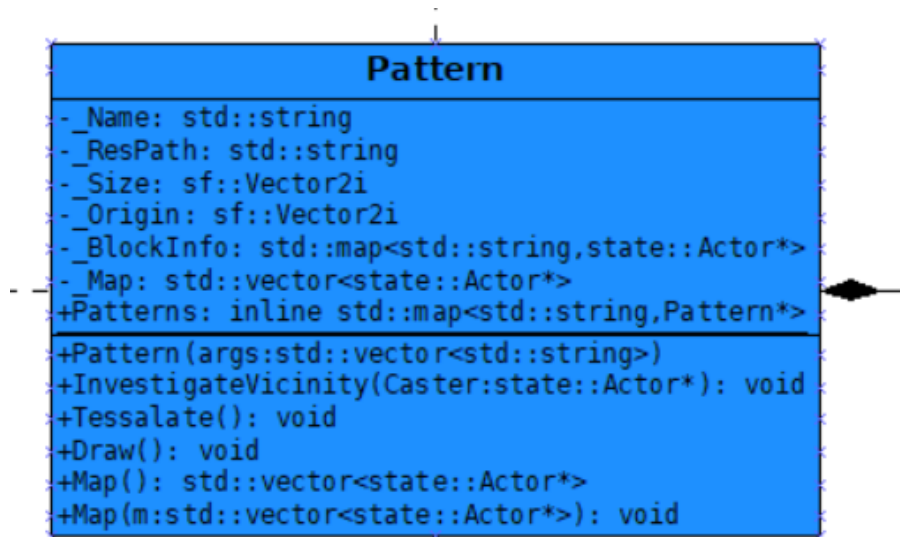 Pattern
-_Name: std::string
-_ResPath: std::string
-_Size: sf::Vector2i
-_Origin: sf::Vector2i
-_BlockInfo: std::map<std::string,state::Actor*>
-_Map: std::vector<state::Actor*>
+Patterns: inline std::map<std::string,Pattern*>
+Pattern(args:std::vector<std::string>)
+InvestigateVicinity(Caster:state::Actor*): void
+Tessalate(): void
+Draw(): void
+Map(): std::vector<state::Actor*>
+Map(m:std::vector<state::Actor*>): void